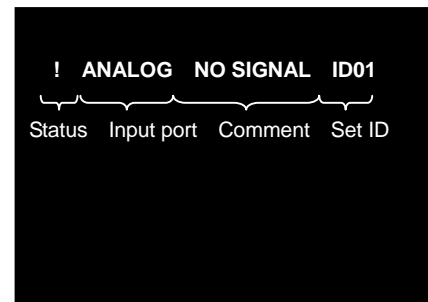 ! ANALOG NO SIGNAL ID01
Status Input port Comment Set ID